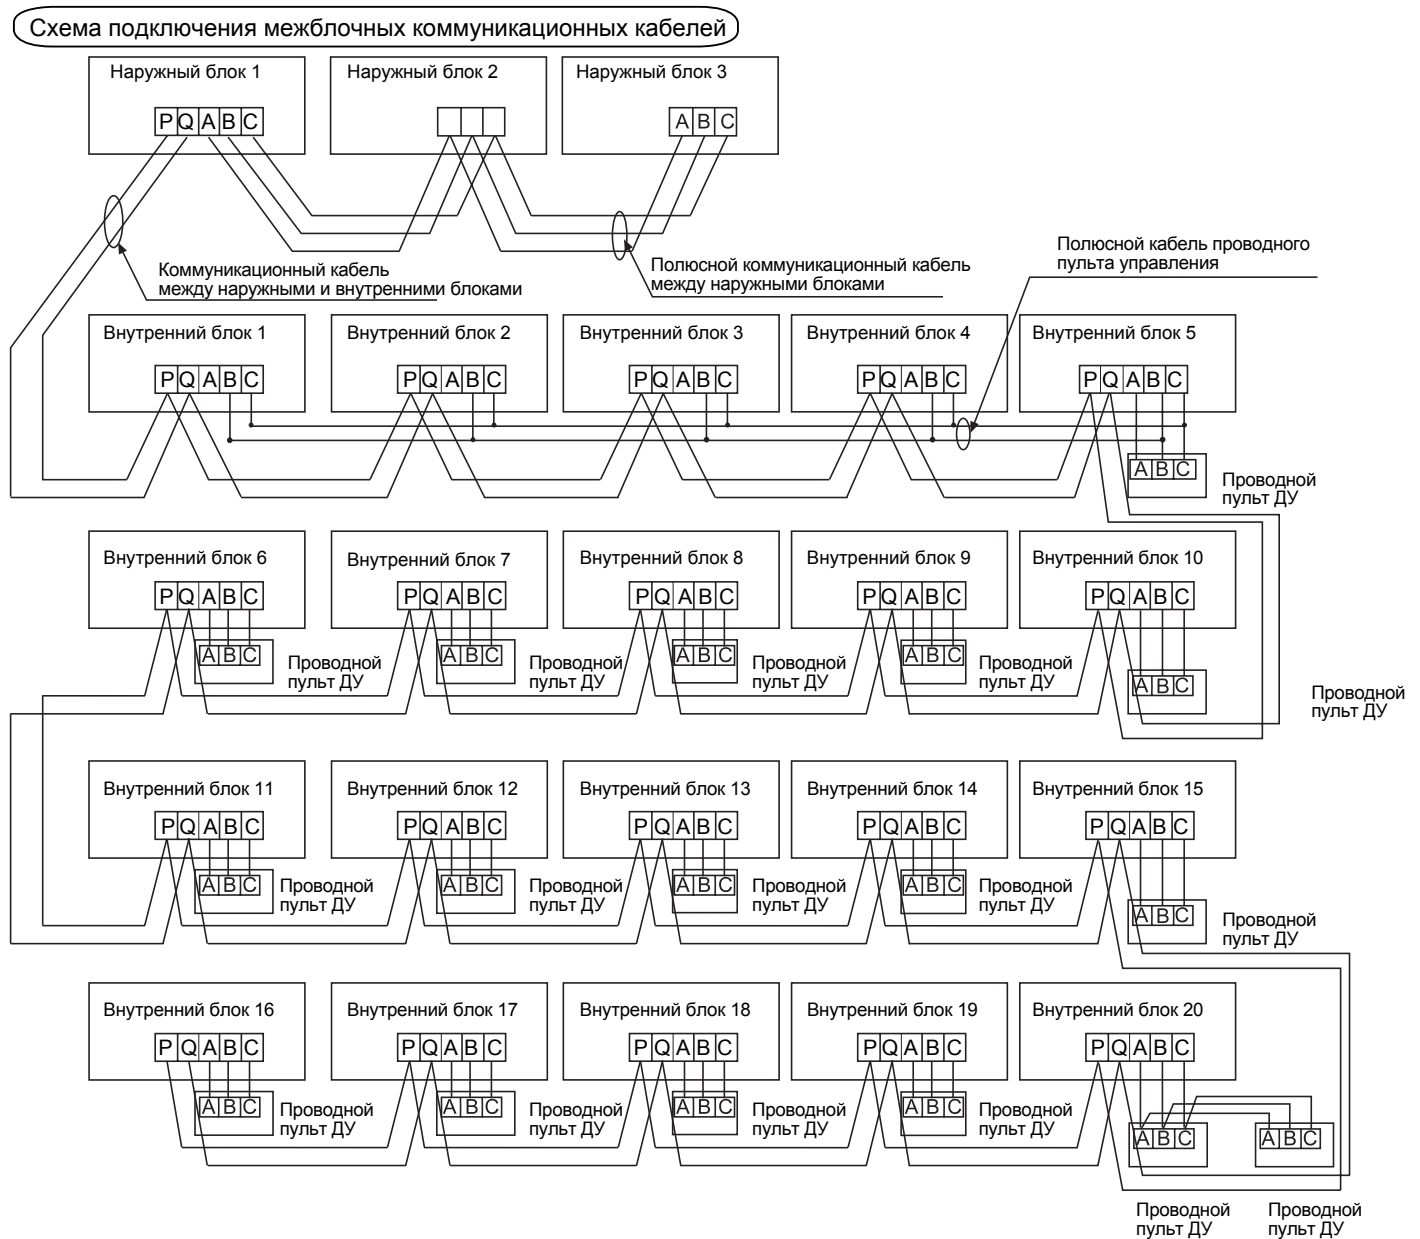 Схема подключения межблочных коммуникационных кабелей
Наружный блок 1
Наружный блок 2
Наружный блок 3
P Q A B C
A B C
Полюсной кабель проводного
пульта управления
Коммуникационный кабель
между наружными и внутренними блоками
Полюсной коммуникационный кабель
между наружными блоками
Внутренний блок 1
Внутренний блок 2
Внутренний блок 3
Внутренний блок 4
Внутренний блок 5
P Q A B C
P Q A B C
P Q A B C
P Q A B C
P Q A B C
A B C
Проводной
пульт ДУ
Внутренний блок 6
Внутренний блок 7
Внутренний блок 8
Внутренний блок 9
Внутренний блок 10
P Q A B C
P Q A B C
P Q A B C
P Q A B C
P Q A B C
A B C
Проводной
пульт ДУ
A B C
Проводной
пульт ДУ
A B C
Проводной
пульт ДУ
A B C
Проводной
пульт ДУ
A B C
Проводной
пульт ДУ
Внутренний блок 11
Внутренний блок 12
Внутренний блок 13
Внутренний блок 14
Внутренний блок 15
P Q A B C
P Q A B C
P Q A B C
P Q A B C
P Q A B C
A B C
Проводной
пульт ДУ
A B C
Проводной
пульт ДУ
A B C
Проводной
пульт ДУ
A B C
Проводной
пульт ДУ
A B C
Проводной
пульт ДУ
Внутренний блок 16
Внутренний блок 17
Внутренний блок 18
Внутренний блок 19
Внутренний блок 20
P Q A B C
P Q A B C
P Q A B C
P Q A B C
P Q A B C
A B C
Проводной
пульт ДУ
A B C
Проводной
пульт ДУ
A B C
Проводной
пульт ДУ
A B C
Проводной
пульт ДУ
A B C
A B C
Проводной
пульт ДУ
Проводной
пульт ДУ